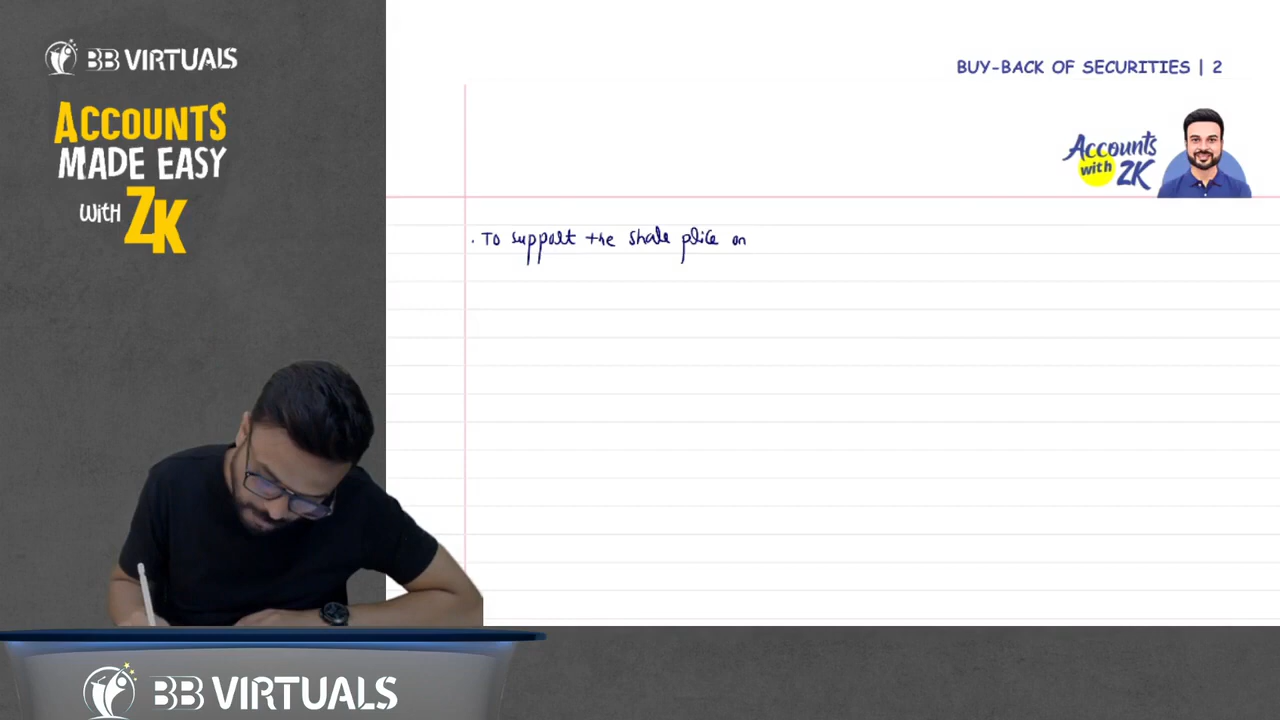 BB VIRTUALS
ACCOUNTS
MADE EASY
with ZK
BUY-BACK OF SECURITIES | 2
Accounts
with ZK
. To support the share price on
BB VIRTUALS